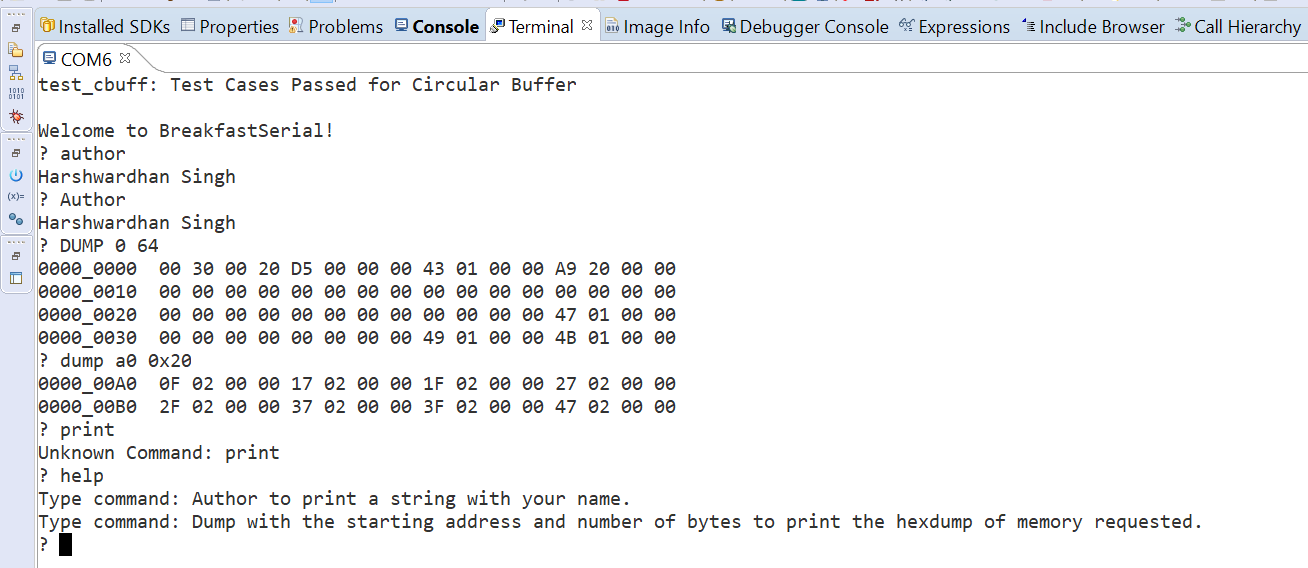 Installed SDKs Properties Problems Console Terminal Image Info Debugger Console Expressions Include Browser Call Hierarchy
COM6
test_cbuff: Test Cases Passed for Circular Buffer
Welcome to BreakfastSerial!
? author
Harshwardhan Singh
? Author
Harshwardhan Singh
? DUMP 0 64
0000_0000  00 30 00 20 D5 00 00 00 43 01 00 00 A9 20 00 00
0000_0010  00 00 00 00 00 00 00 00 00 00 00 00 00 00 00 00
0000_0020  00 00 00 00 00 00 00 00 00 00 00 00 47 01 00 00
0000_0030  00 00 00 00 00 00 00 00 49 01 00 00 4B 01 00 00
? dump a0 0x20
0000_00A0  0F 02 00 00 17 02 00 00 1F 02 00 00 27 02 00 00
0000_00B0  2F 02 00 00 37 02 00 00 3F 02 00 00 47 02 00 00
? print
Unknown Command: print
? help
Type command: Author to print a string with your name.
Type command: Dump with the starting address and number of bytes to print the hexdump of memory requested.
?